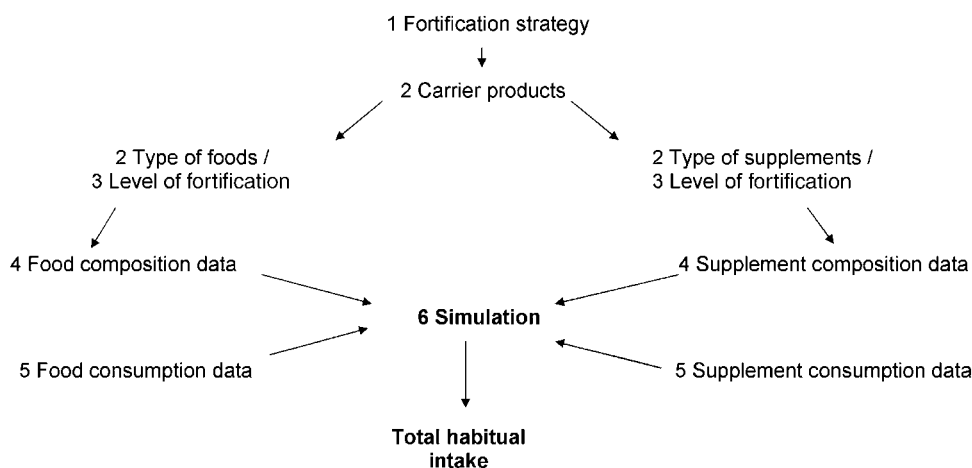 1 Fortification strategy
2 Carrier products
2 Type of foods /
3 Level of fortification
2 Type of supplements /
3 Level of fortification
4 Food composition data
4 Supplement composition data
6 Simulation
5 Food consumption data
5 Supplement consumption data
Total habitual
intake